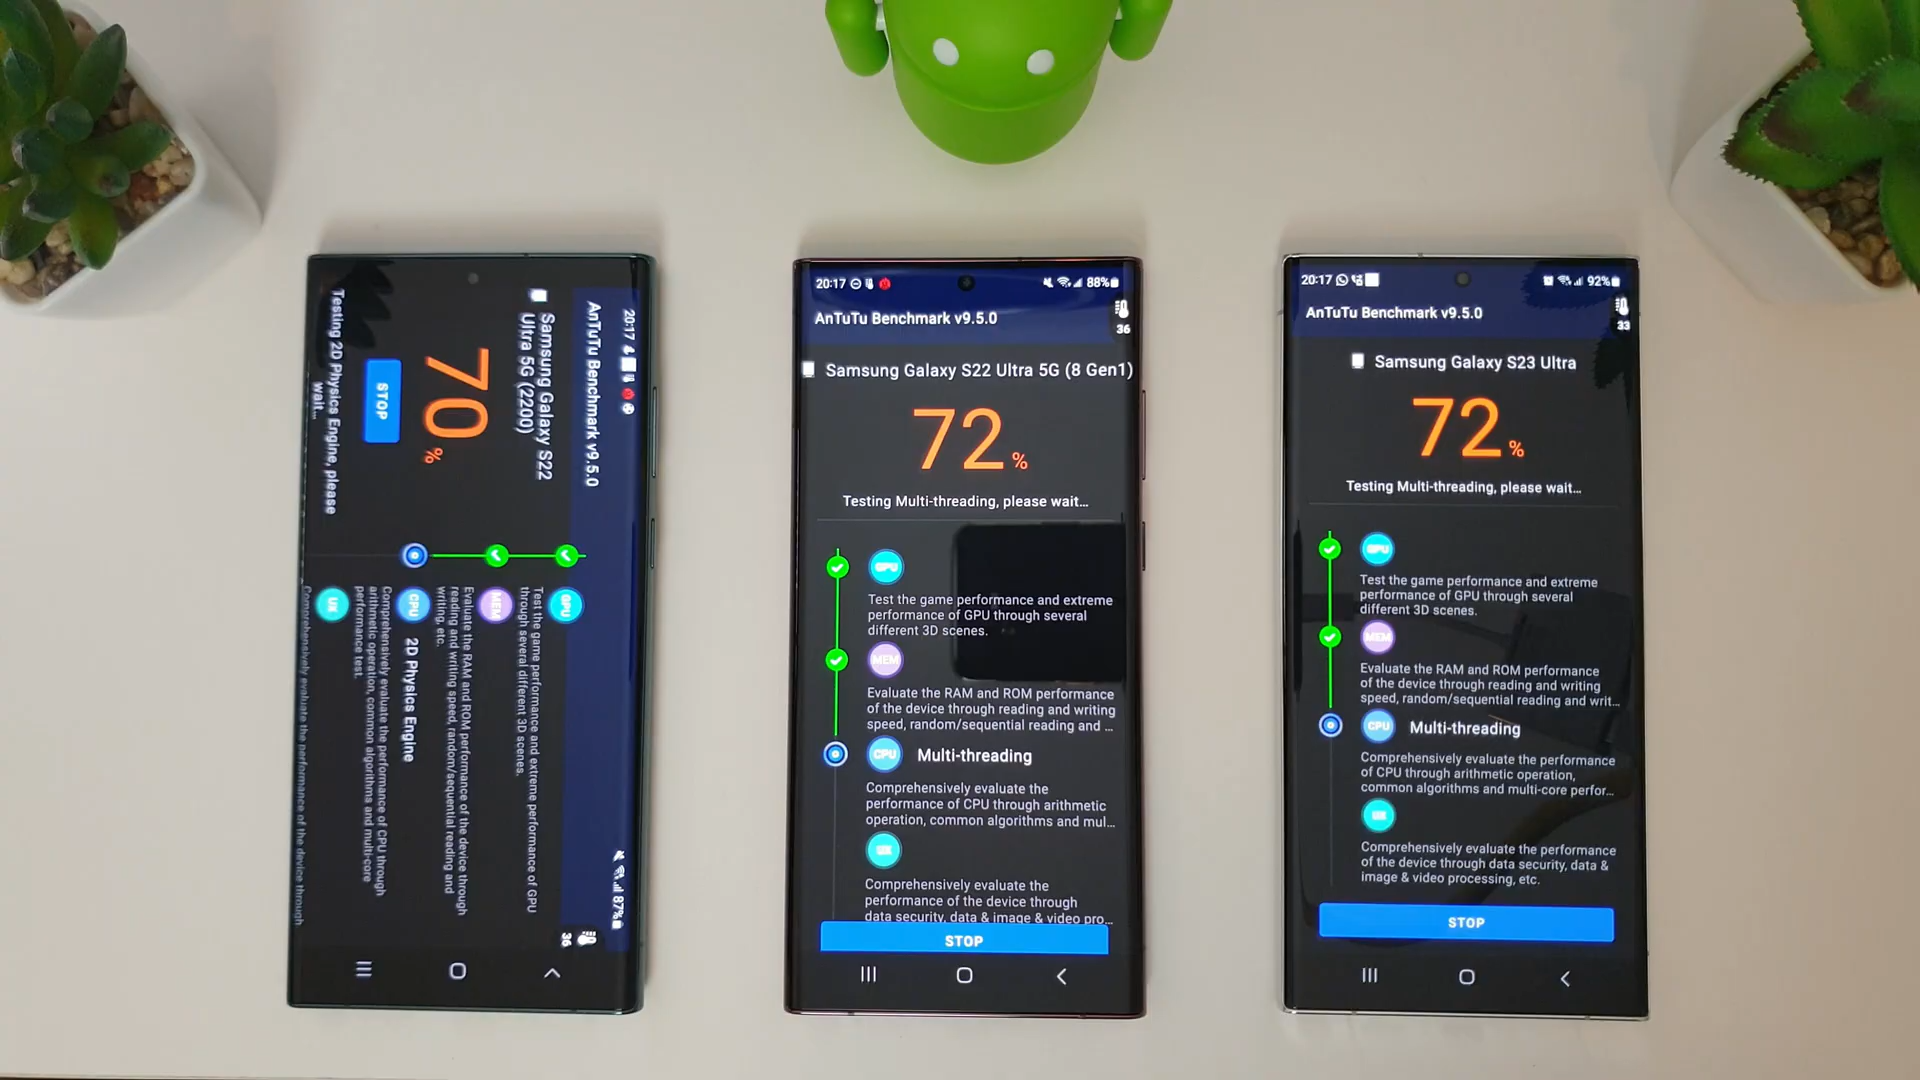 20:17
87%
36
AnTuTu Benchmark v9.5.0
Samsung Galaxy S22
Ultra 5G (2200)
70%
STOP
Testing 2D Physics Engine, please
wait...
GPU
Test the game performance and extreme performance of GPU
through several different 3D scenes.
MEM
Evaluate the RAM and ROM performance of the device through
reading and writing speed, random/sequential reading and
writing, etc.
CPU
2D Physics Engine
Comprehensively evaluate the performance of CPU through
arithmetic operation, common algorithms and multi-core
performance test.
UX
Comprehensively evaluate the performance of the device through
20:17
88%
36
AnTuTu Benchmark v9.5.0
Samsung Galaxy S22 Ultra 5G (8 Gen1)
72%
Testing Multi-threading, please wait...
GPU
Test the game performance and extreme
performance of GPU through several
different 3D scenes.
MEM
Evaluate the RAM and ROM performance
of the device through reading and writing
speed, random/sequential reading and ...
CPU
Multi-threading
Comprehensively evaluate the
performance of CPU through arithmetic
operation, common algorithms and mul...
UX
Comprehensively evaluate the
performance of the device through
data security, data & image & video pro...
STOP
20:17
92%
33
AnTuTu Benchmark v9.5.0
Samsung Galaxy S23 Ultra
72%
Testing Multi-threading, please wait...
GPU
Test the game performance and extreme
performance of GPU through several
different 3D scenes.
MEM
Evaluate the RAM and ROM performance
of the device through reading and writing
speed, random/sequential reading and writ...
CPU
Multi-threading
Comprehensively evaluate the performance
of CPU through arithmetic operation,
common algorithms and multi-core perfor...
UX
Comprehensively evaluate the performance
of the device through data security, data &
image & video processing, etc.
STOP